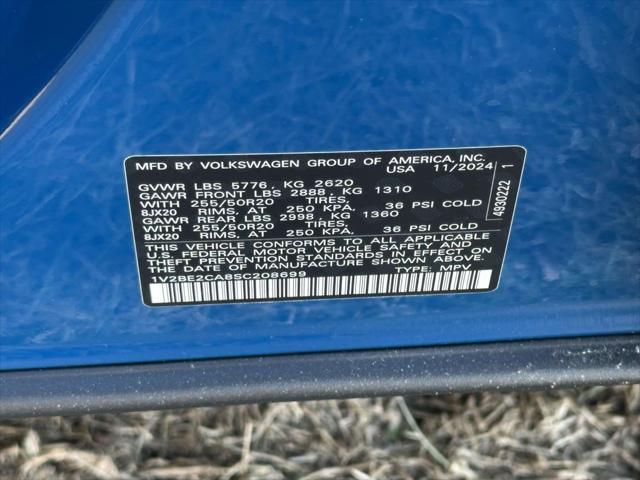 MFD BY VOLKSWAGEN GROUP OF AMERICA, INC.
USA 11/2024
GVWR LBS 5776, KG 2620
GAWR FRONT LBS 2888, KG 1310
WITH 255/50R20 TIRES, 36 PSI COLD
8JX20 RIMS, AT 250 KPA.
GAWR REAR LBS 2998, KG 1360
WITH 255/50R20 TIRES, 36 PSI COLD
8JX20 RIMS, AT 250 KPA.
THIS VEHICLE CONFORMS TO ALL APPLICABLE
U.S. FEDERAL MOTOR VEHICLE SAFETY AND
THEFT PREVENTION STANDARDS IN EFFECT ON
THE DATE OF MANUFACTURE SHOWN ABOVE.
1V2BE2CA8SC208699 TYPE: MPV
4930222 1